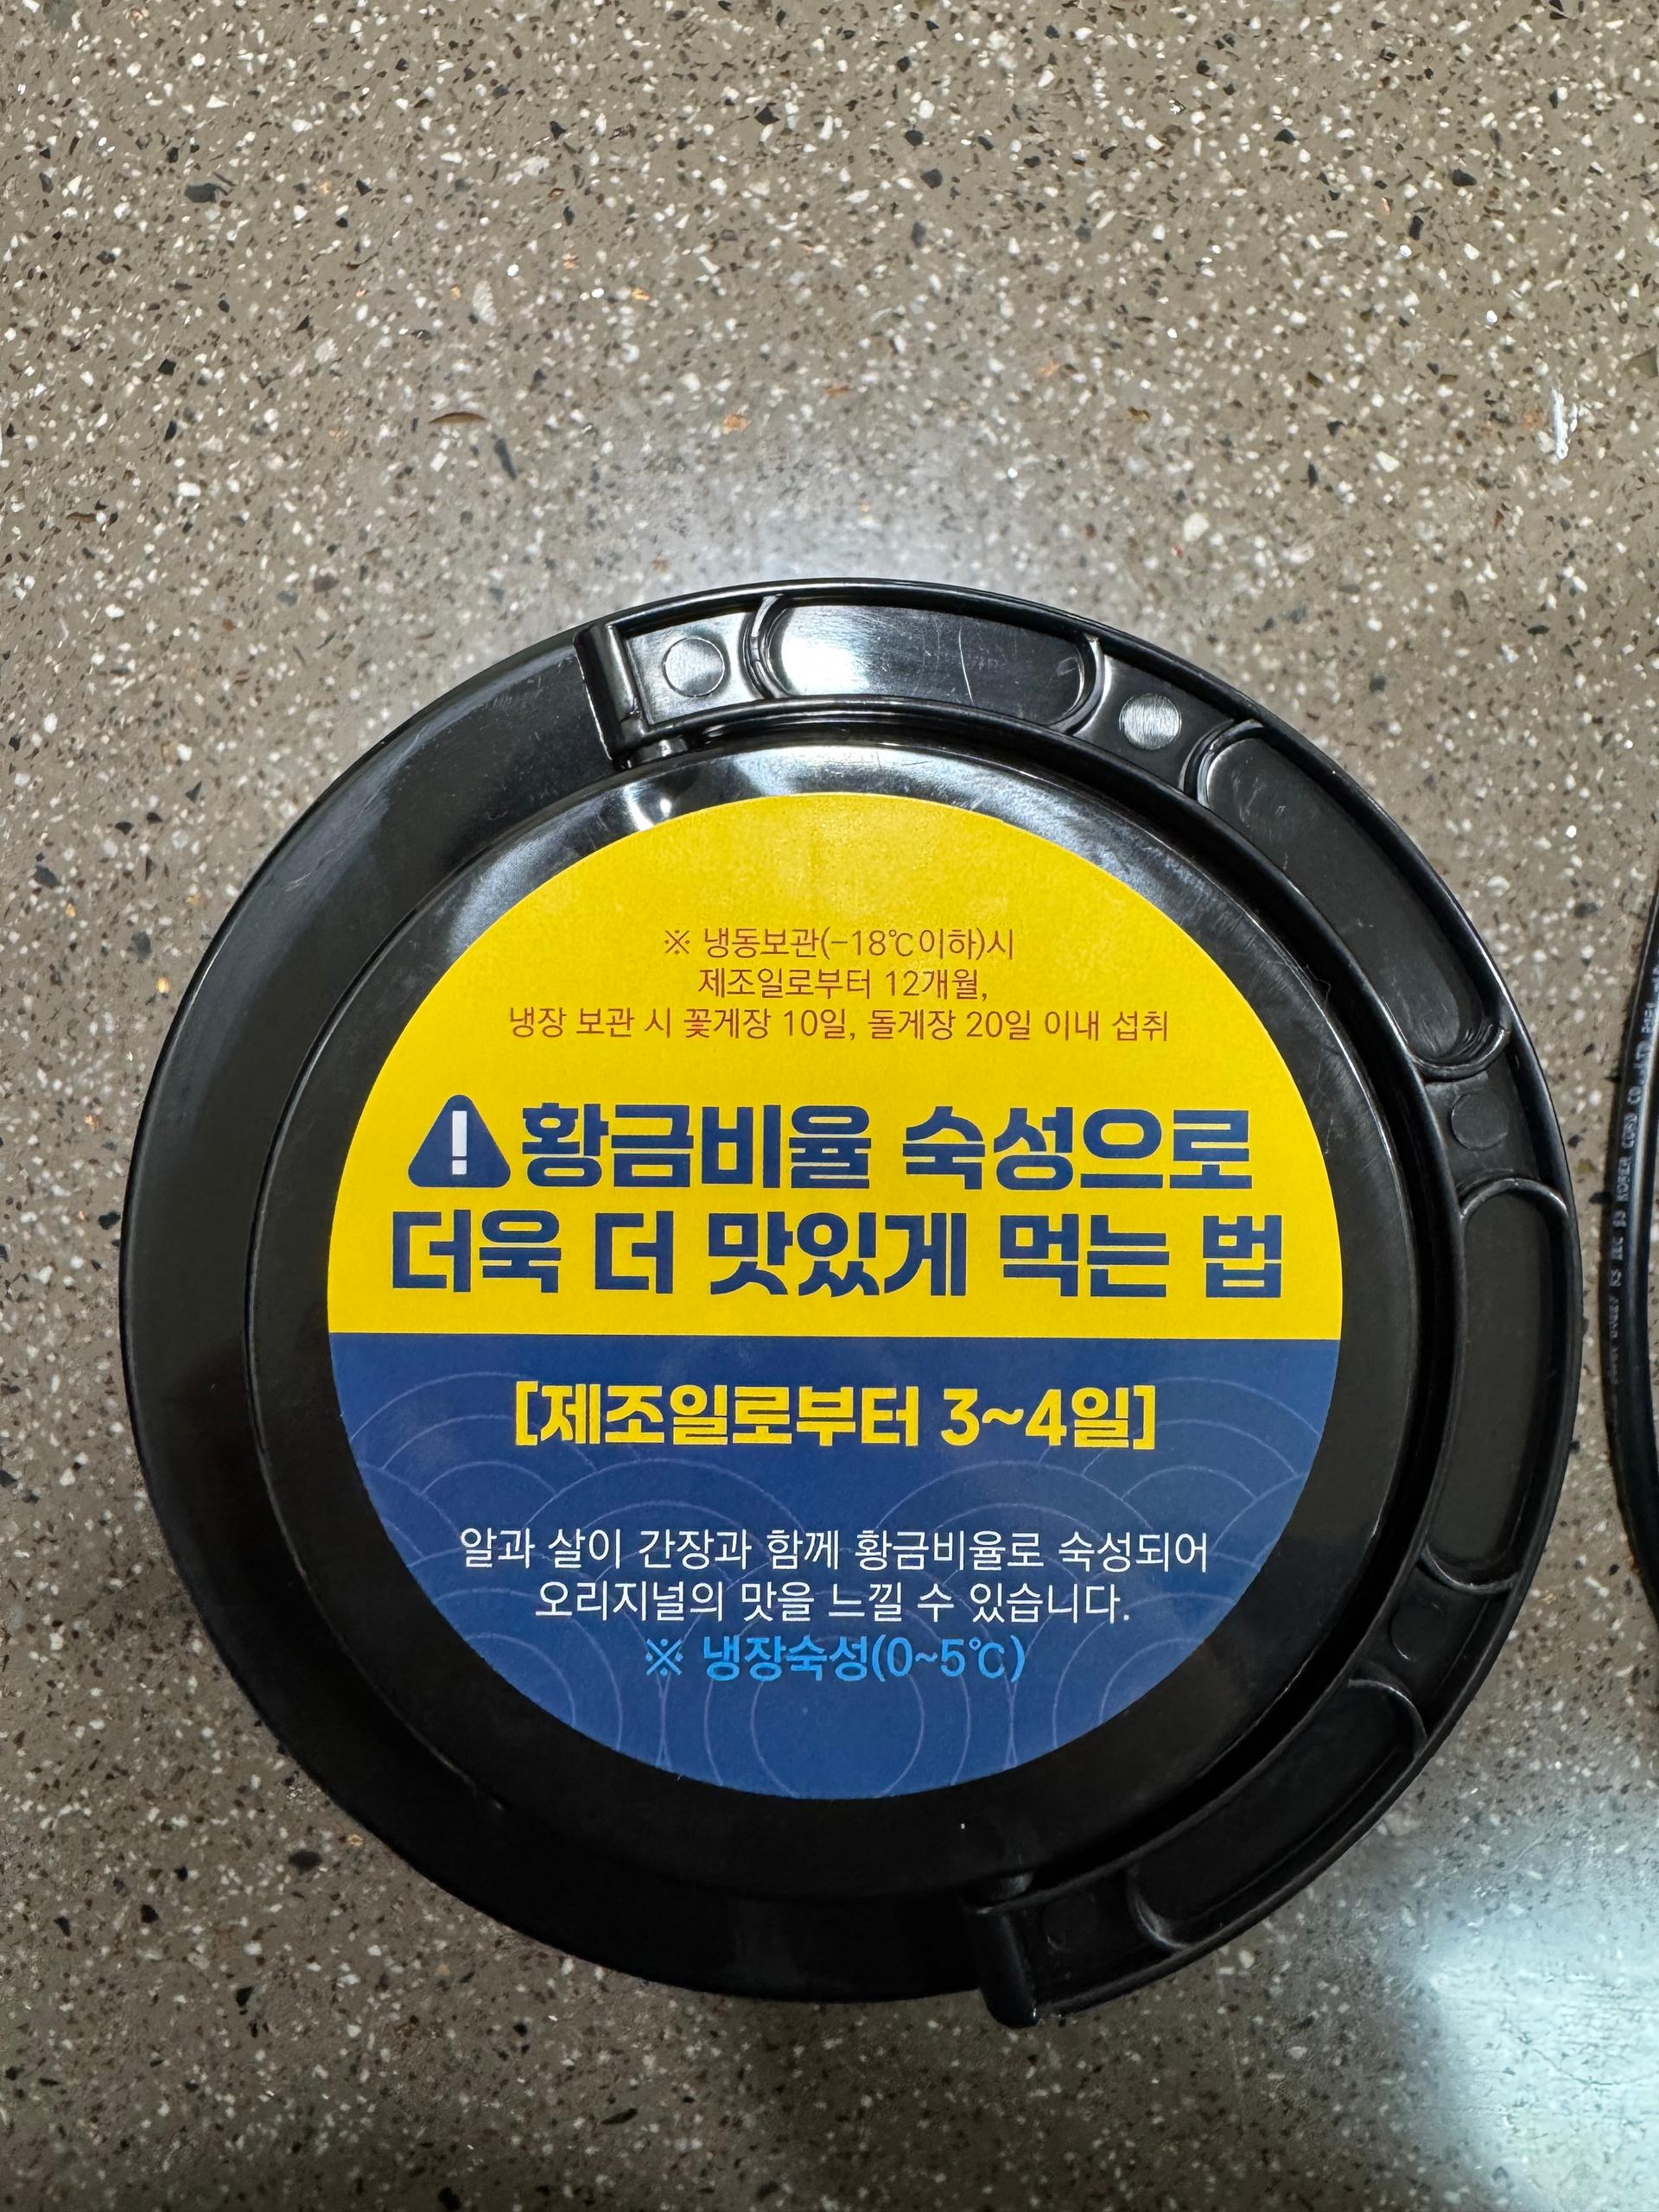 ※ 냉동보관(-18℃이하)시
제조일로부터 12개월,
냉장 보관 시 꽃게장 10일, 돌게장 20일 이내 섭취
황금비율 숙성으로
더욱 더 맛있게 먹는 법
[제조일로부터 3~4일]
알과 살이 간장과 함께 황금비율로 숙성되어
오리지널의 맛을 느낄 수 있습니다.
※ 냉장숙성(0~5℃)